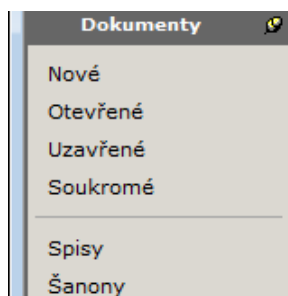 Dokumenty
Nové
Otevřené
Uzavřené
Soukromé
Spisy
Šanony